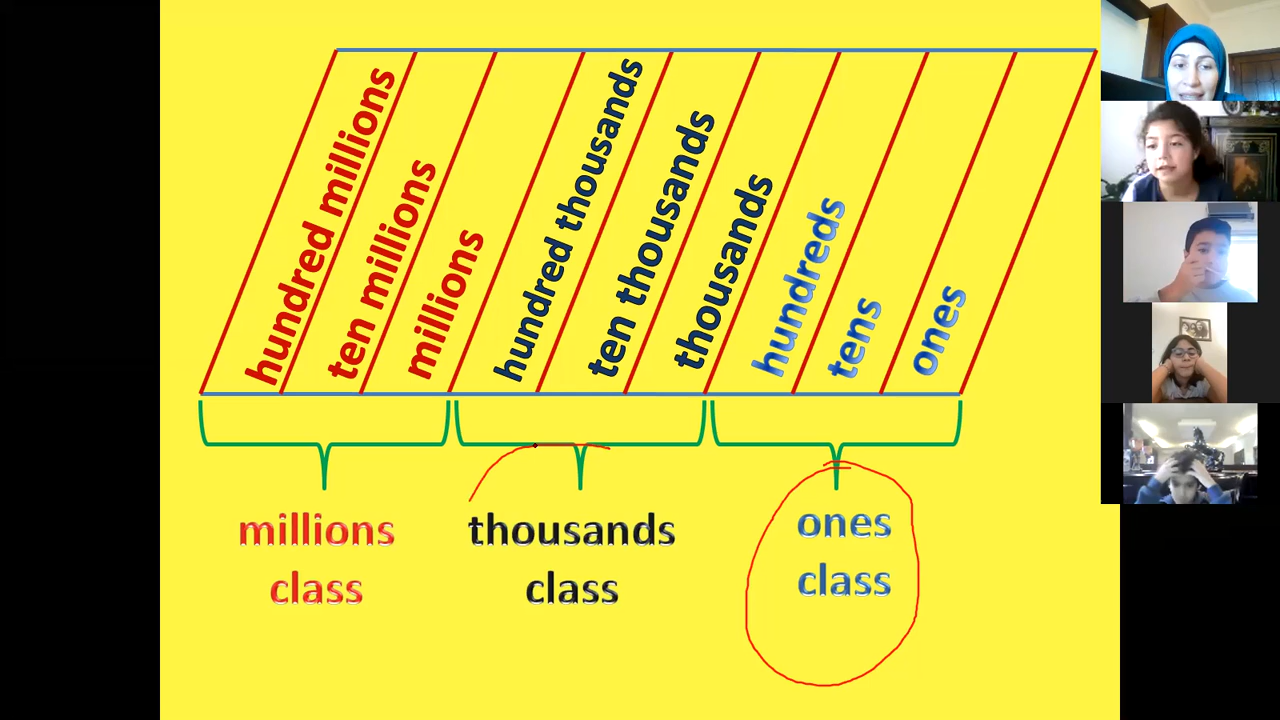 hundred millions
ten millions
millions
hundred thousands
ten thousands
thousands
hundreds
tens
ones
millions
class
thousands
class
ones
class